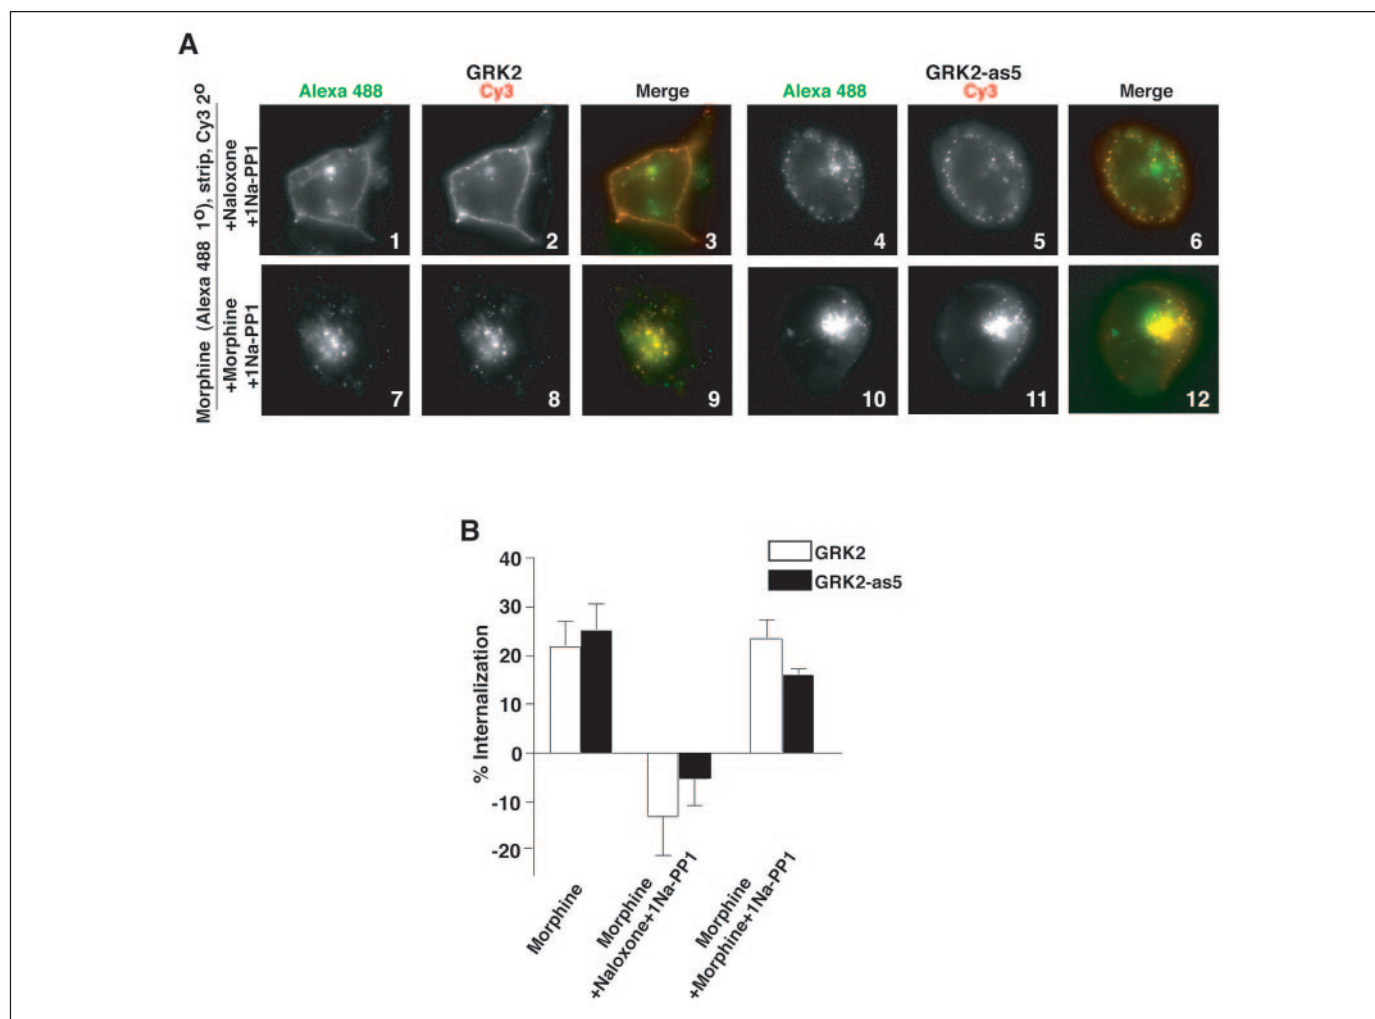 A
GRK2
GRK2-as5
Alexa 488
Cy3
Merge
Alexa 488
Cy3
Merge
Morphine (Alexa 488 1º), strip, Cy3 2º
+Naloxone
+1Na-PP1
1
2
3
4
5
6
+Morphine
+1Na-PP1
7
8
9
10
11
12
B
GRK2
GRK2-as5
% Internalization
40
30
20
10
0
-10
-20
Morphine
Morphine
+Naloxone+1Na-PP1
Morphine
+Morphine+1Na-PP1